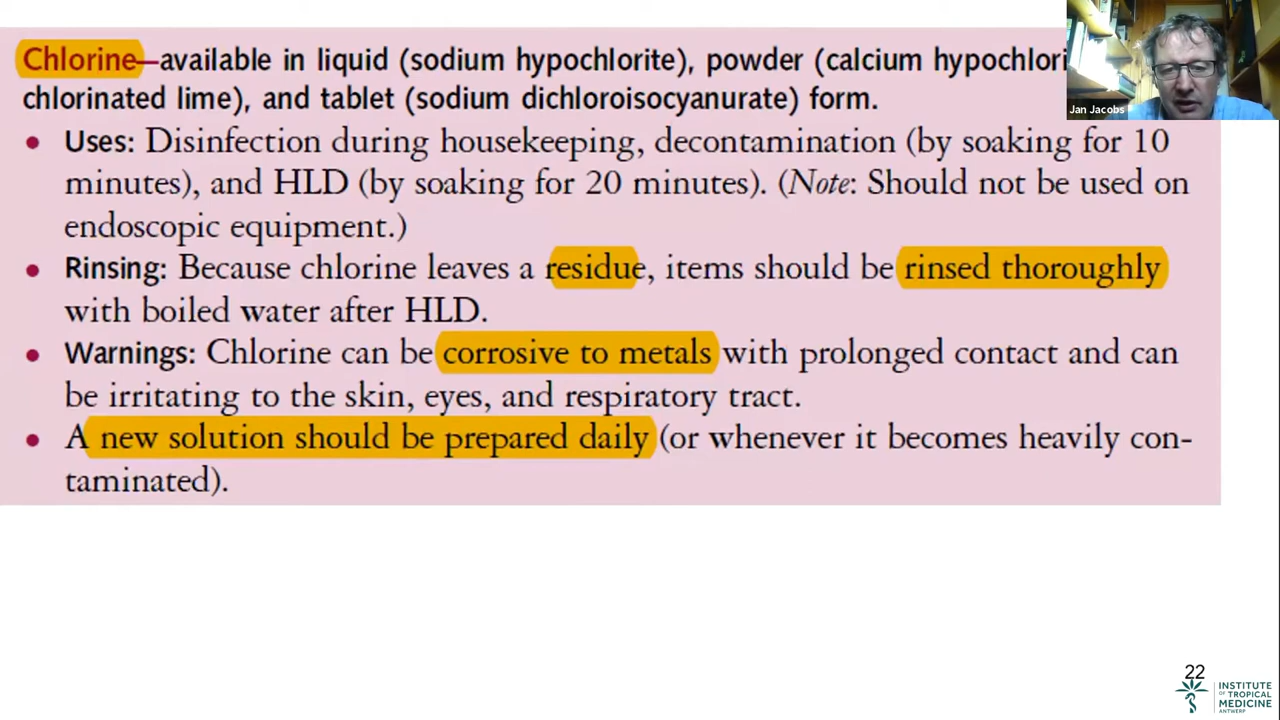 Chlorine—available in liquid (sodium hypochlorite), powder (calcium
chlorinated lime), and tablet (sodium dichloroisocyanurate) form.
• Uses: Disinfection during housekeeping, decontamination (by soaking for 10
minutes), and HLD (by soaking for 20 minutes). (Note: Should not be used on
endoscopic equipment.)
• Rinsing: Because chlorine leaves a residue, items should be rinsed thoroughly
with boiled water after HLD.
• Warnings: Chlorine can be corrosive to metals with prolonged contact and can
be irritating to the skin, eyes, and respiratory tract.
• A new solution should be prepared daily (or whenever it becomes heavily con-
taminated).
Jan Jacobs
22
INSTITUTE
OF TROPICAL
MEDICINE
ANTWERP